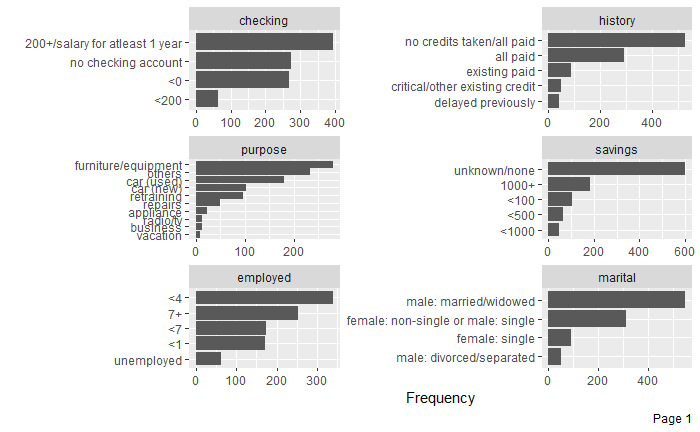 checking
200+/salary for atleast 1 year
no checking account
<0
<200
0 100 200 300 400
history
no credits taken/all paid
all paid
existing paid
critical/other existing credit
delayed previously
0 200 400
purpose
furniture/equipment
others
car (used)
car (new)
retraining
repairs
appliance
radio/tv
business
vacation
0 100 200
savings
unknown/none
1000+
<100
<500
<1000
0 200 400 600
employed
<4
7+
<7
<1
unemployed
0 100 200 300
marital
male: married/widowed
female: non-single or male: single
female: single
male: divorced/separated
0 200 400
Frequency
Page 1